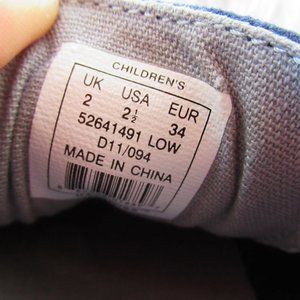 CHILDREN'S
UK USA EUR
2 2½ 34
52641491 LOW
D11/094
MADE IN CHINA